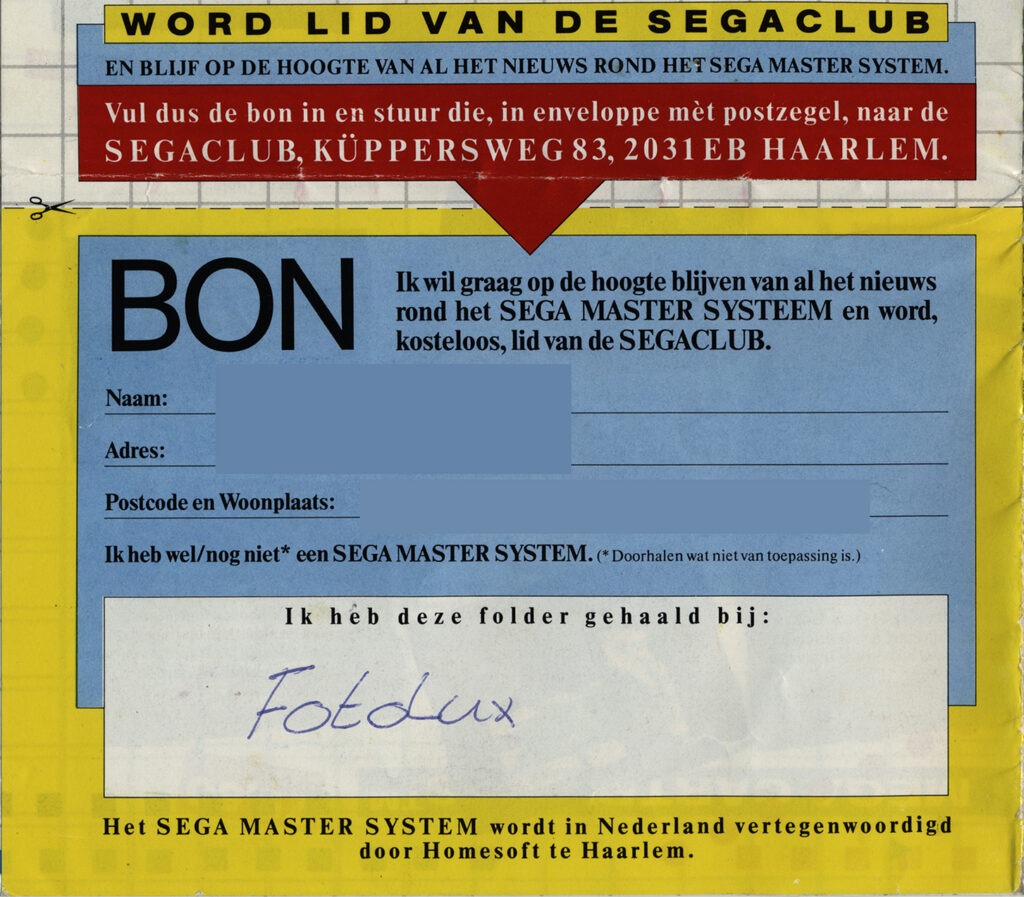 WORD LID VAN DE SEGACLUB
EN BLIJF OP DE HOOGTE VAN AL HET NIEUWS ROND HET SEGA MASTER SYSTEM.
Vul dus de bon in en stuur die, in enveloppe mèt postzegel, naar de
SEGACLUB, KÜPPERSWEG 83, 2031 EB HAARLEM.
BON
Ik wil graag op de hoogte blijven van al het nieuws
rond het SEGA MASTER SYSTEEM en word,
kosteloos, lid van de SEGACLUB.
Naam:
Adres:
Postcode en Woonplaats:
Ik heb wel/nog niet* een SEGA MASTER SYSTEM. (* Doorhalen wat niet van toepassing is.)
Ik heb deze folder gehaald bij:
Fotolux
Het SEGA MASTER SYSTEM wordt in Nederland vertegenwoordigd
door Homesoft te Haarlem.